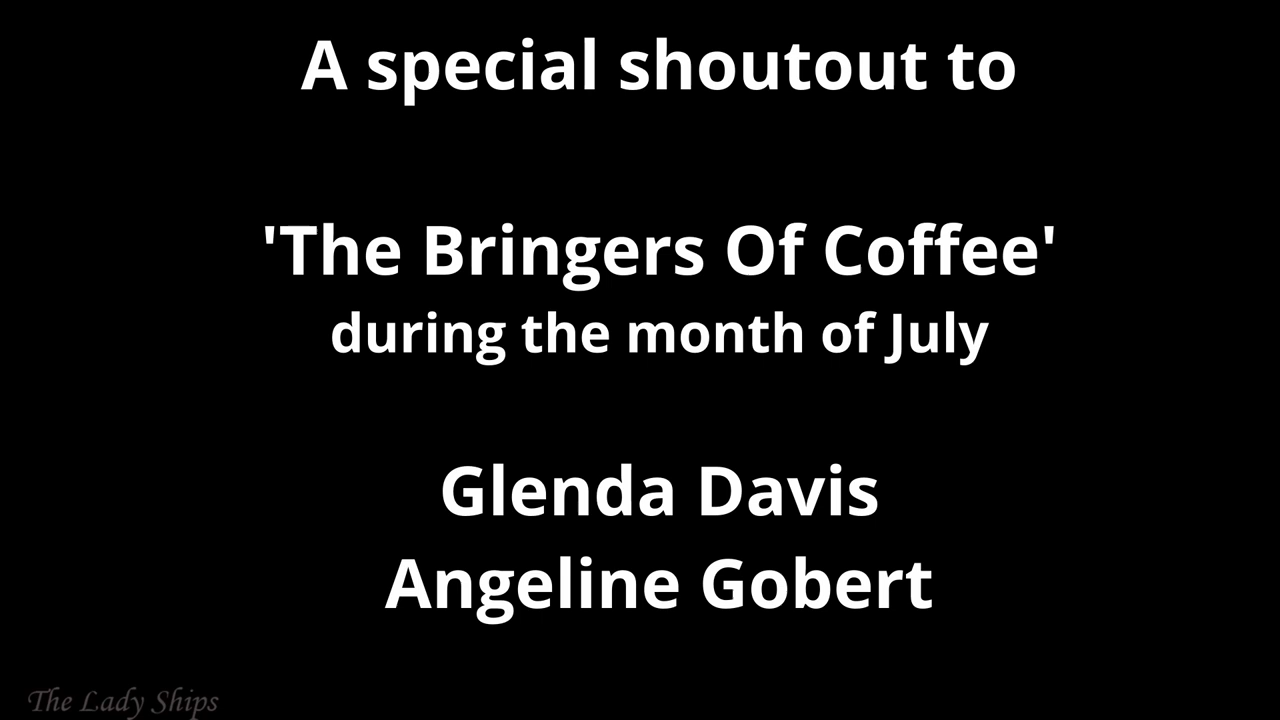 A special shoutout to
'The Bringers Of Coffee'
during the month of July
Glenda Davis
Angeline Gobert
The Lady Ships